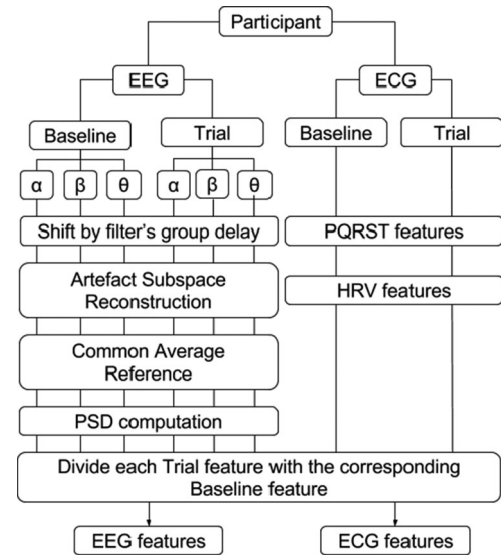 Participant
EEG
ECG
Baseline
Trial
Baseline
Trial
α
β
θ
α
β
θ
Shift by filter's group delay
PQRST features
Artefact Subspace
Reconstruction
HRV features
Common Average
Reference
PSD computation
Divide each Trial feature with the corresponding
Baseline feature
EEG features
ECG features